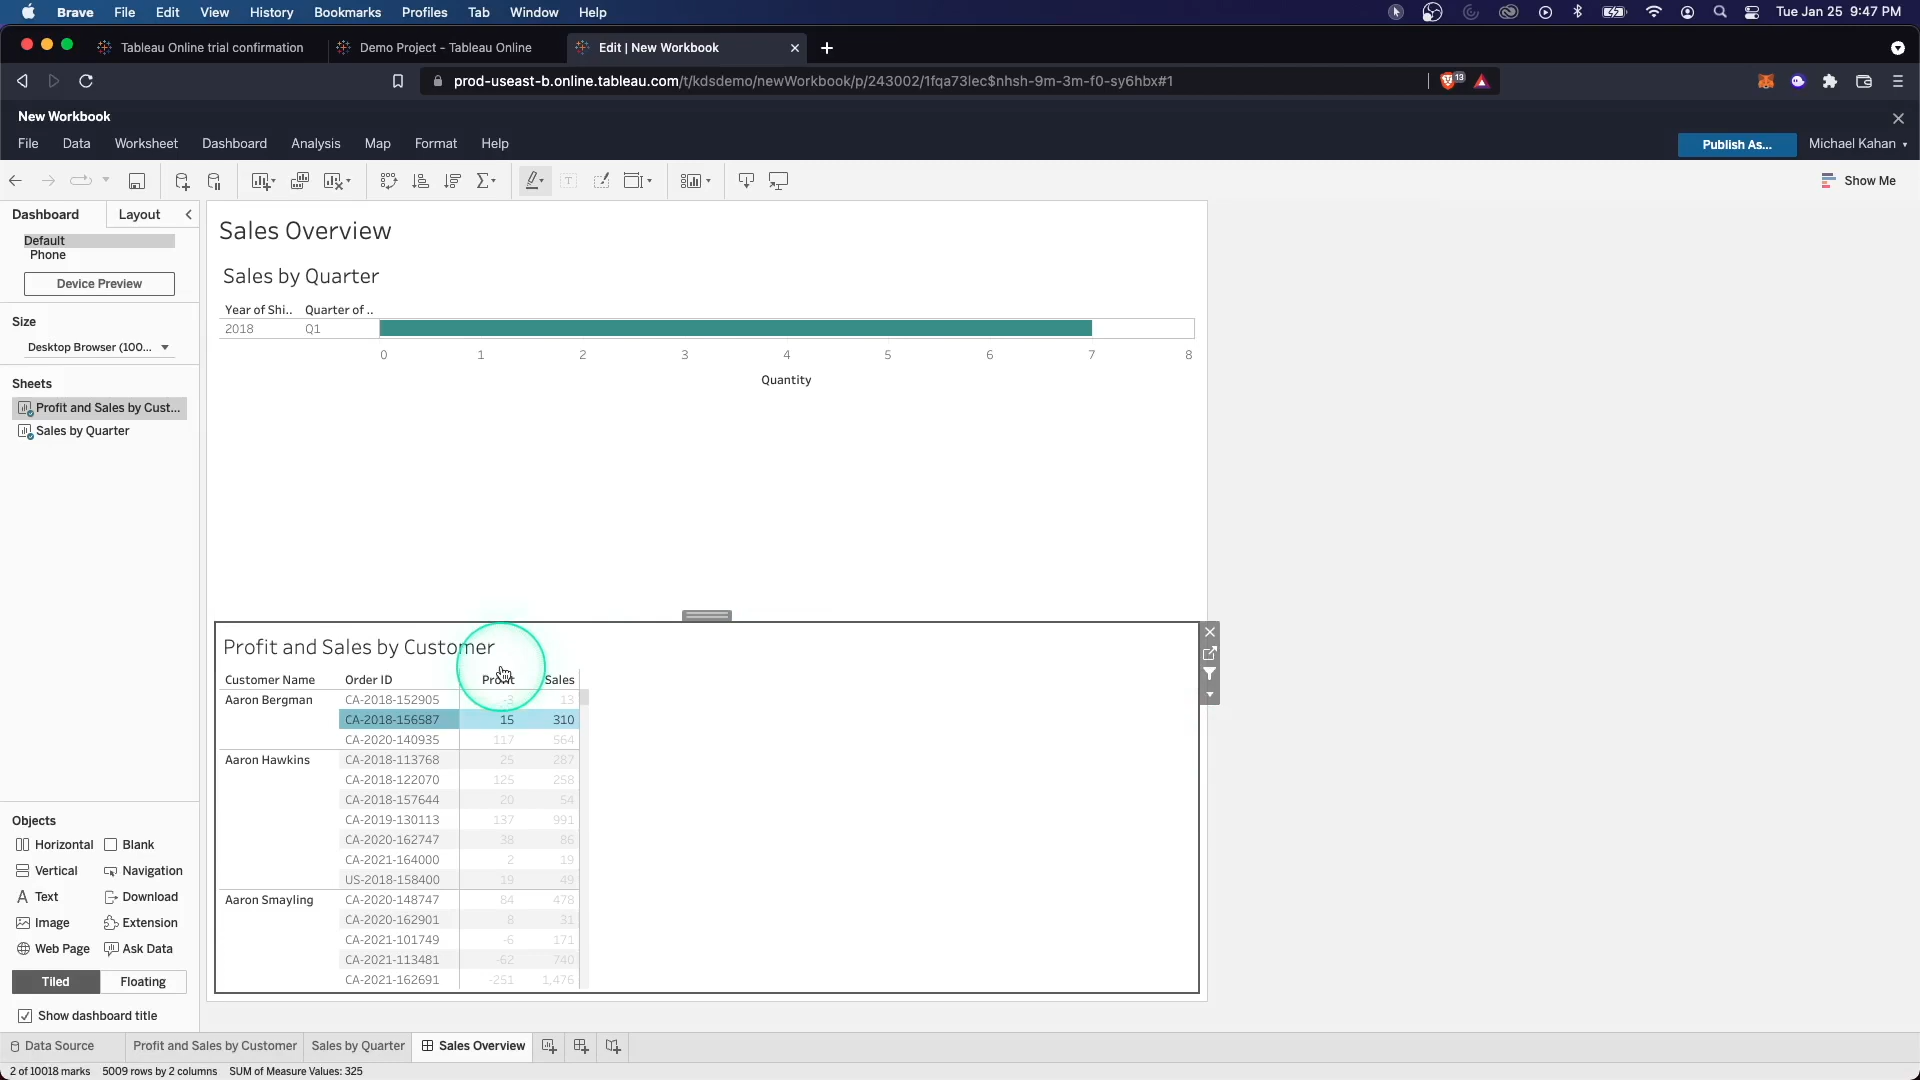 Brave File Edit View History Bookmarks Profiles Tab Window Help Tue Jan 25 9:47 PM
Tableau Online trial confirmation Demo Project - Tableau Online Edit | New Workbook
prod-useast-b.online.tableau.com/t/kdsdemo/newWorkbook/p/243002/1fqa73lec$nhsh-9m-3m-f0-sy6hbx#1 13
New Workbook
File Data Worksheet Dashboard Analysis Map Format Help Publish As... Michael Kahan
Show Me
Dashboard Layout
Default
Phone
Device Preview
Size
Desktop Browser (100...
Sheets
Profit and Sales by Cust...
Sales by Quarter
Objects
Horizontal Blank
Vertical Navigation
Text Download
Image Extension
Web Page Ask Data
Tiled Floating
Show dashboard title
Sales Overview
Sales by Quarter
Year of Shi.. Quarter of ..
2018 Q1
0 1 2 3 4 5 6 7 8
Quantity
Profit and Sales by Customer
Customer Name Order ID Profit Sales
Aaron Bergman CA-2018-152905 -3 13
CA-2018-156587 15 310
CA-2020-140935 117 564
Aaron Hawkins CA-2018-113768 25 287
CA-2018-122070 125 258
CA-2018-157644 20 54
CA-2019-130113 137 991
CA-2020-162747 38 86
CA-2021-164000 2 19
US-2018-158400 19 49
Aaron Smayling CA-2020-148747 84 478
CA-2020-162901 8 31
CA-2021-101749 -6 171
CA-2021-113481 -62 740
CA-2021-162691 -251 1,476
Data Source Profit and Sales by Customer Sales by Quarter Sales Overview
2 of 10018 marks 5009 rows by 2 columns SUM of Measure Values: 325